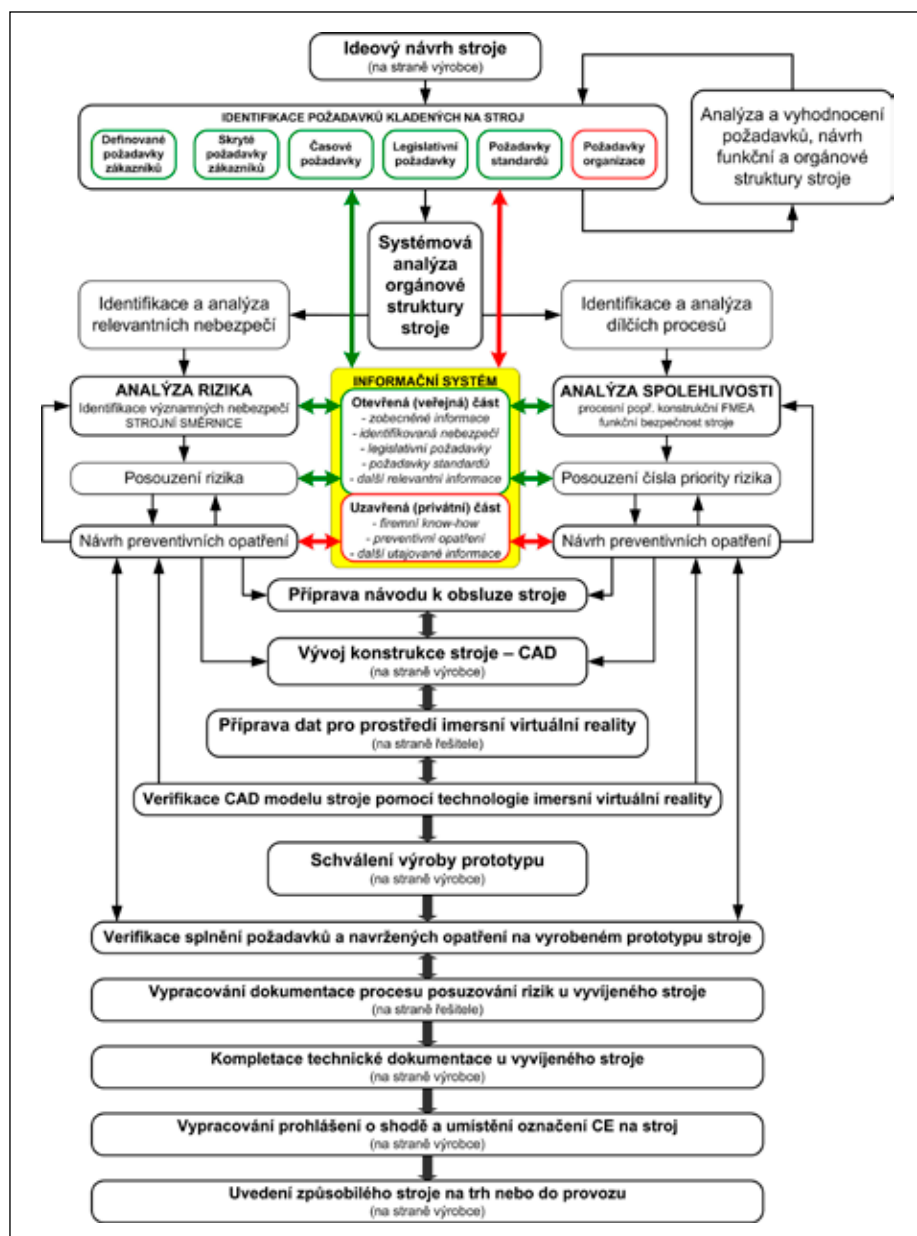 Ideový návrh stroje
(na straně výrobce)
IDENTIFIKACE POŽADAVKŮ KLADENÝCH NA STROJ
Definované
požadavky
zákazníků
Skryté
požadavky
zákazníků
Časové
požadavky
Legislativní
požadavky
Požadavky
standardů
Požadavky
organizace
Analýza a vyhodnocení
požadavků, návrh
funkční a orgánové
struktury stroje
Systémová
analýza
orgánové
struktury
stroje
Identifikace a analýza
relevantních nebezpečí
Identifikace a analýza
dílčích procesů
ANALÝZA RIZIKA
Identifikace významných nebezpečí
STROJNÍ SMĚRNICE
INFORMAČNÍ SYSTÉM
Otevřená (veřejná) část
- zobecněné informace
- identifikovaná nebezpečí
- legislativní požadavky
- požadavky standardů
- další relevantní informace
ANALÝZA SPOLEHLIVOSTI
procesní popř. konstrukční FMEA
funkční bezpečnost stroje
Posouzení rizika
Posouzení čísla priority rizika
Uzavřená (privátní) část
- firemní know-how
- preventivní opatření
- další utajované informace
Návrh preventivních opatření
Návrh preventivních opatření
Příprava návodu k obsluze stroje
Vývoj konstrukce stroje – CAD
(na straně výrobce)
Příprava dat pro prostředí imersní virtuální reality
(na straně řešitele)
Verifikace CAD modelu stroje pomocí technologie imersní virtuální reality
Schválení výroby prototypu
(na straně výrobce)
Verifikace splnění požadavků a navržených opatření na vyrobeném prototypu stroje
Vypracování dokumentace procesu posuzování rizik u vyvíjeného stroje
(na straně řešitele)
Kompletace technické dokumentace u vyvíjeného stroje
(na straně výrobce)
Vypracování prohlášení o shodě a umístění označení CE na stroj
(na straně výrobce)
Uvedení způsobilého stroje na trh nebo do provozu
(na straně výrobce)